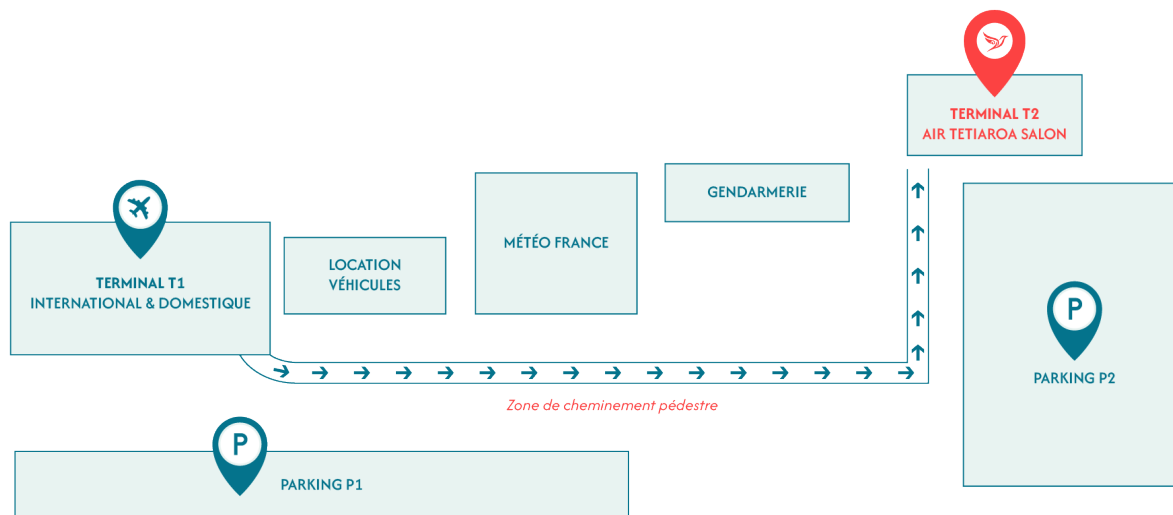 TERMINAL T2
AIR TETIAROA SALON
GENDARMERIE
MÉTÉO FRANCE
LOCATION
VÉHICULES
TERMINAL T1
INTERNATIONAL & DOMESTIQUE
P
PARKING P2
Zone de cheminement pédestre
P
PARKING P1